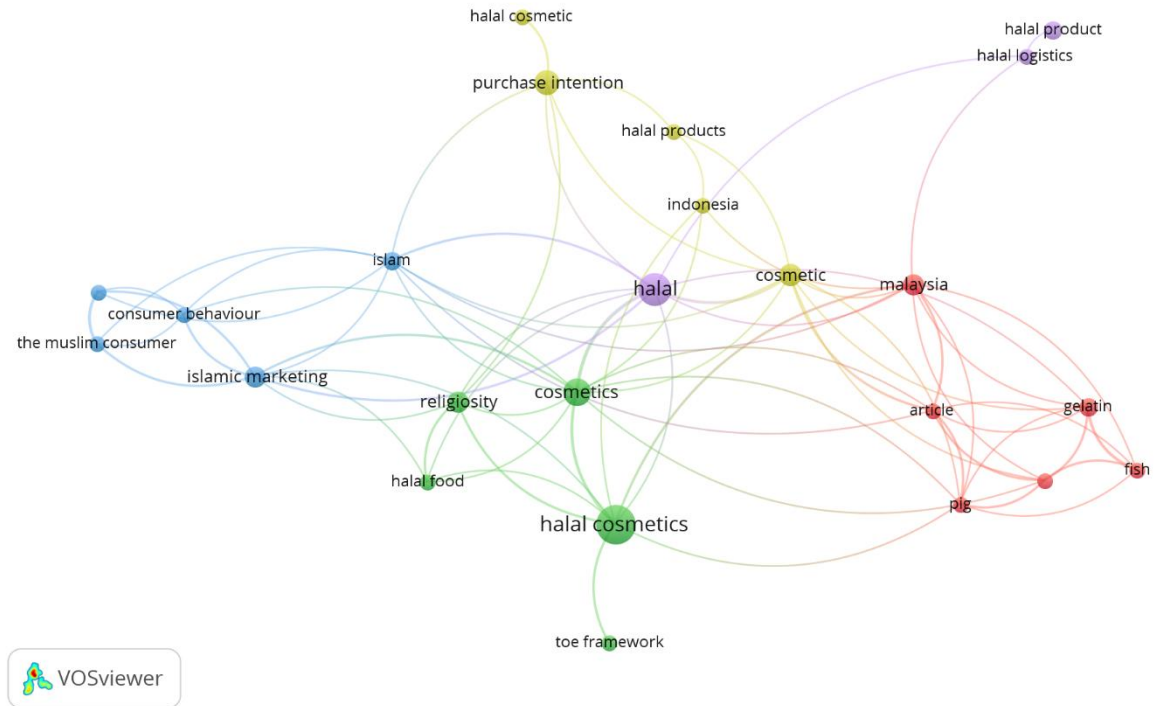 halal cosmetic
halal product
halal logistics
purchase intention
halal products
indonesia
islam
cosmetic
halal
malaysia
consumer behaviour
the muslim consumer
islamic marketing
cosmetics
religiosity
article
gelatin
halal food
fish
pig
halal cosmetics
toe framework
VOSviewer